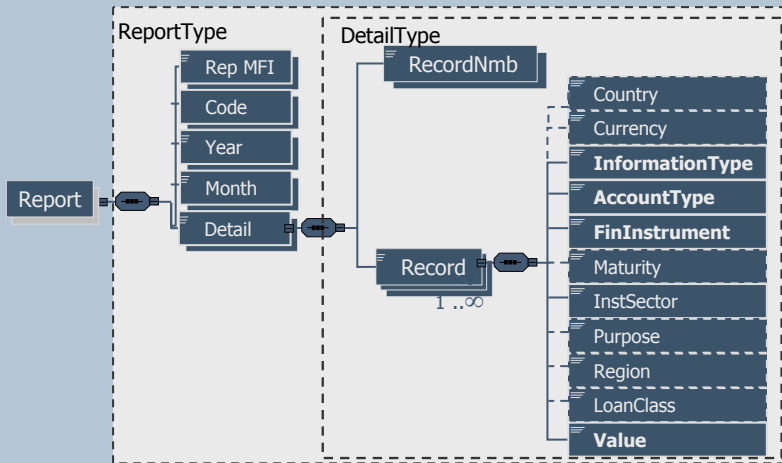 ReportType
DetailType
Rep MFI
RecordNmb
Code
Country
Currency
Year
InformationType
Report
Month
AccountType
Detail
FinInstrument
Record
Maturity
1 ..∞
InstSector
Purpose
Region
LoanClass
Value